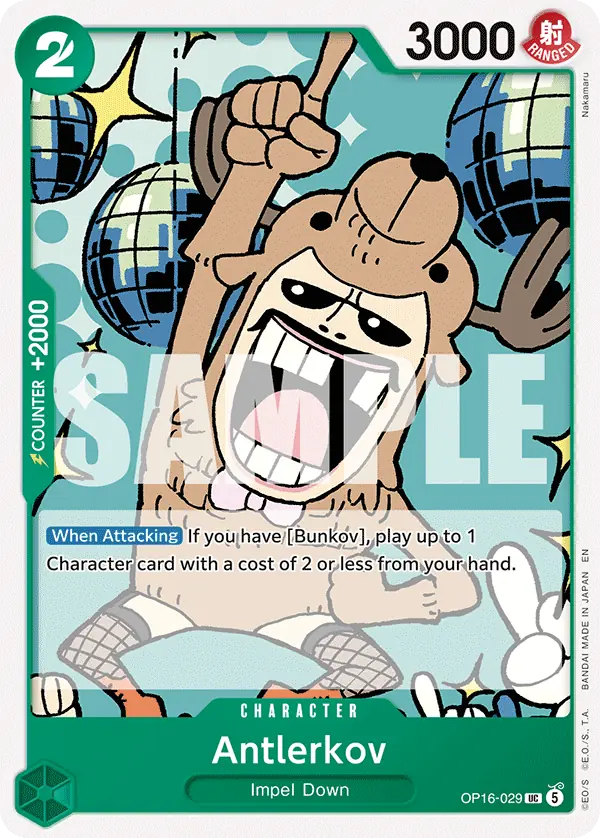 2
3000
射
RANGED
Nakamaru
COUNTER +2000
SAMPLE
When Attacking If you have [Bunkov], play up to 1
Character card with a cost of 2 or less from your hand.
CHARACTER
Antlerkov
Impel Down
OP16-029 UC 5
©E.O/S ©E.O./S., T.A. BANDAI MADE IN JAPAN EN